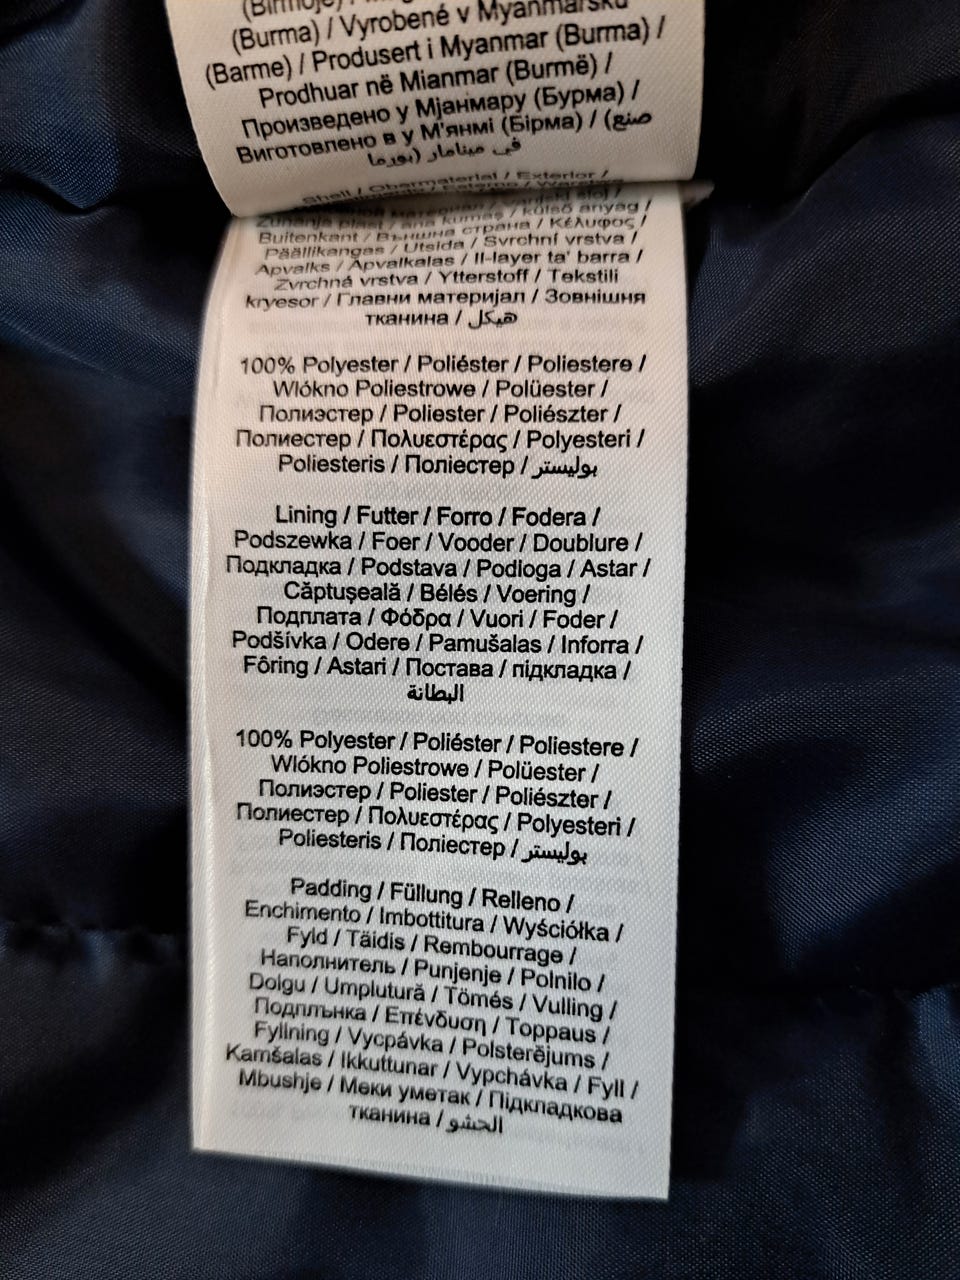 (Birmoje) /
(Burma) / Vyrobené v Myanmarsku
(Barme) / Produsert i Myanmar (Burma) /
Prodhuar në Mianmar (Burmë) /
Произведено у Мјанмару (Бурма) /
Виготовлено в у М'янмі (Бірма) / (صنع
في ميانمار (بورما
Shell / Obermaterial / Exterior /
/ ana kumaş / külső anyag /
Buitenkant / Външна страна / Κέλυφος /
Päällikangas / Utsida / Svrchní vrstva /
Apvalks / Apvalkalas / Il-layer ta' barra /
Zvrchná vrstva / Ytterstoff / Tekstili
kryesor / Главни материјал / Зовнішня
тканина / هيكل
100% Polyester / Poliéster / Poliestere /
Wlókno Poliestrowe / Polüester /
Полиэстер / Poliester / Poliészter /
Полиестер / Πολυεστέρας / Polyesteri /
Poliesteris / Поліестер / بوليستر
Lining / Futter / Forro / Fodera /
Podszewka / Foer / Vooder / Doublure /
Подкладка / Podstava / Podloga / Astar /
Căptușeală / Bélés / Voering /
Подплата / Φόδρα / Vuori / Foder /
Podšívka / Odere / Pamušalas / Inforra /
Fôring / Astari / Постава / підкладка /
البطانة
100% Polyester / Poliéster / Poliestere /
Wlókno Poliestrowe / Polüester /
Полиэстер / Poliester / Poliészter /
Полиестер / Πολυεστέρας / Polyesteri /
Poliesteris / Поліестер / بوليستر
Padding / Füllung / Relleno /
Enchimento / Imbottitura / Wyściółka /
Fyld / Täidis / Rembourrage /
Наполнитель / Punjenje / Polnilo /
Dolgu / Umplutură / Tömés / Vulling /
Подплънка / Επένδυση / Toppaus /
Fyllning / Vycpávka / Polsterējums /
Kamšalas / Ikkuttunar / Vypchávka / Fyll /
Mbushje / Меки уметак / Підкладкова
тканина / الحشو